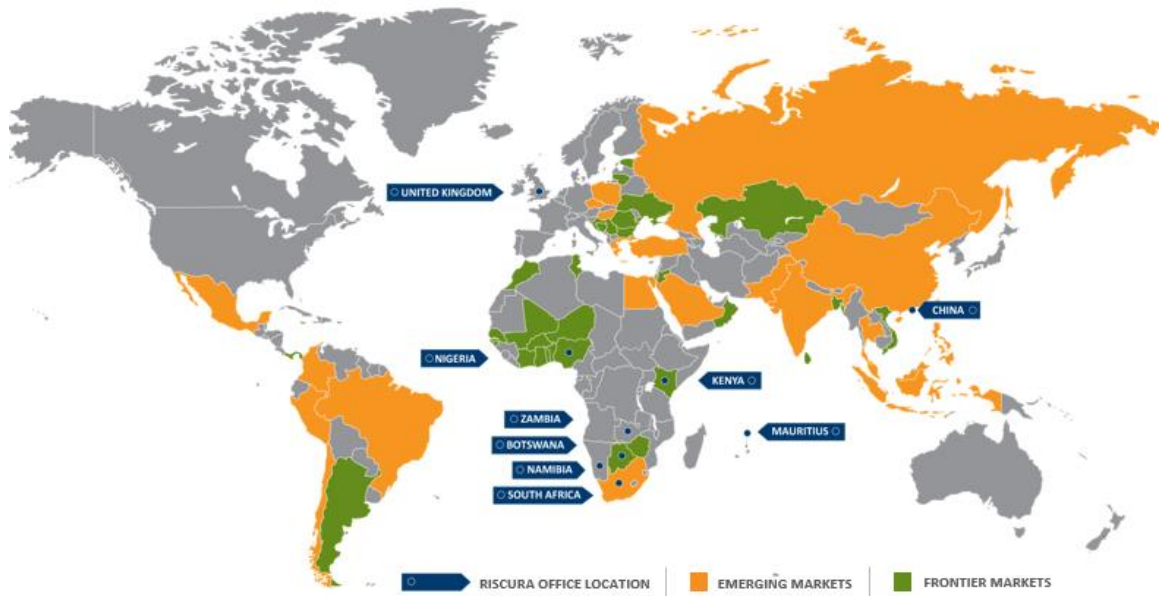 UNITED KINGDOM
CHINA
NIGERIA
KENYA
ZAMBIA
MAURITIUS
BOTSWANA
NAMIBIA
SOUTH AFRICA
RISCURA OFFICE LOCATION
EMERGING MARKETS
FRONTIER MARKETS